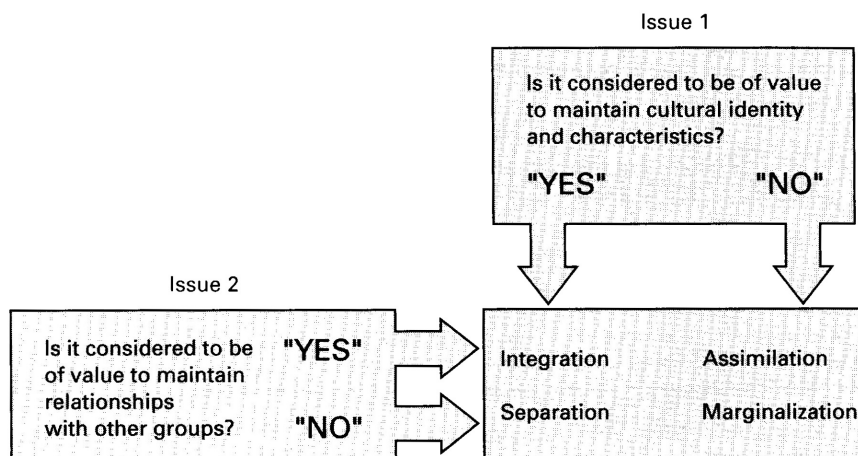 Issue 1
Is it considered to be of value
to maintain cultural identity
and characteristics?
"YES" "NO"
Issue 2
Is it considered to be
of value to maintain
relationships
with other groups?
"YES"
"NO"
Integration Assimilation
Separation Marginalization